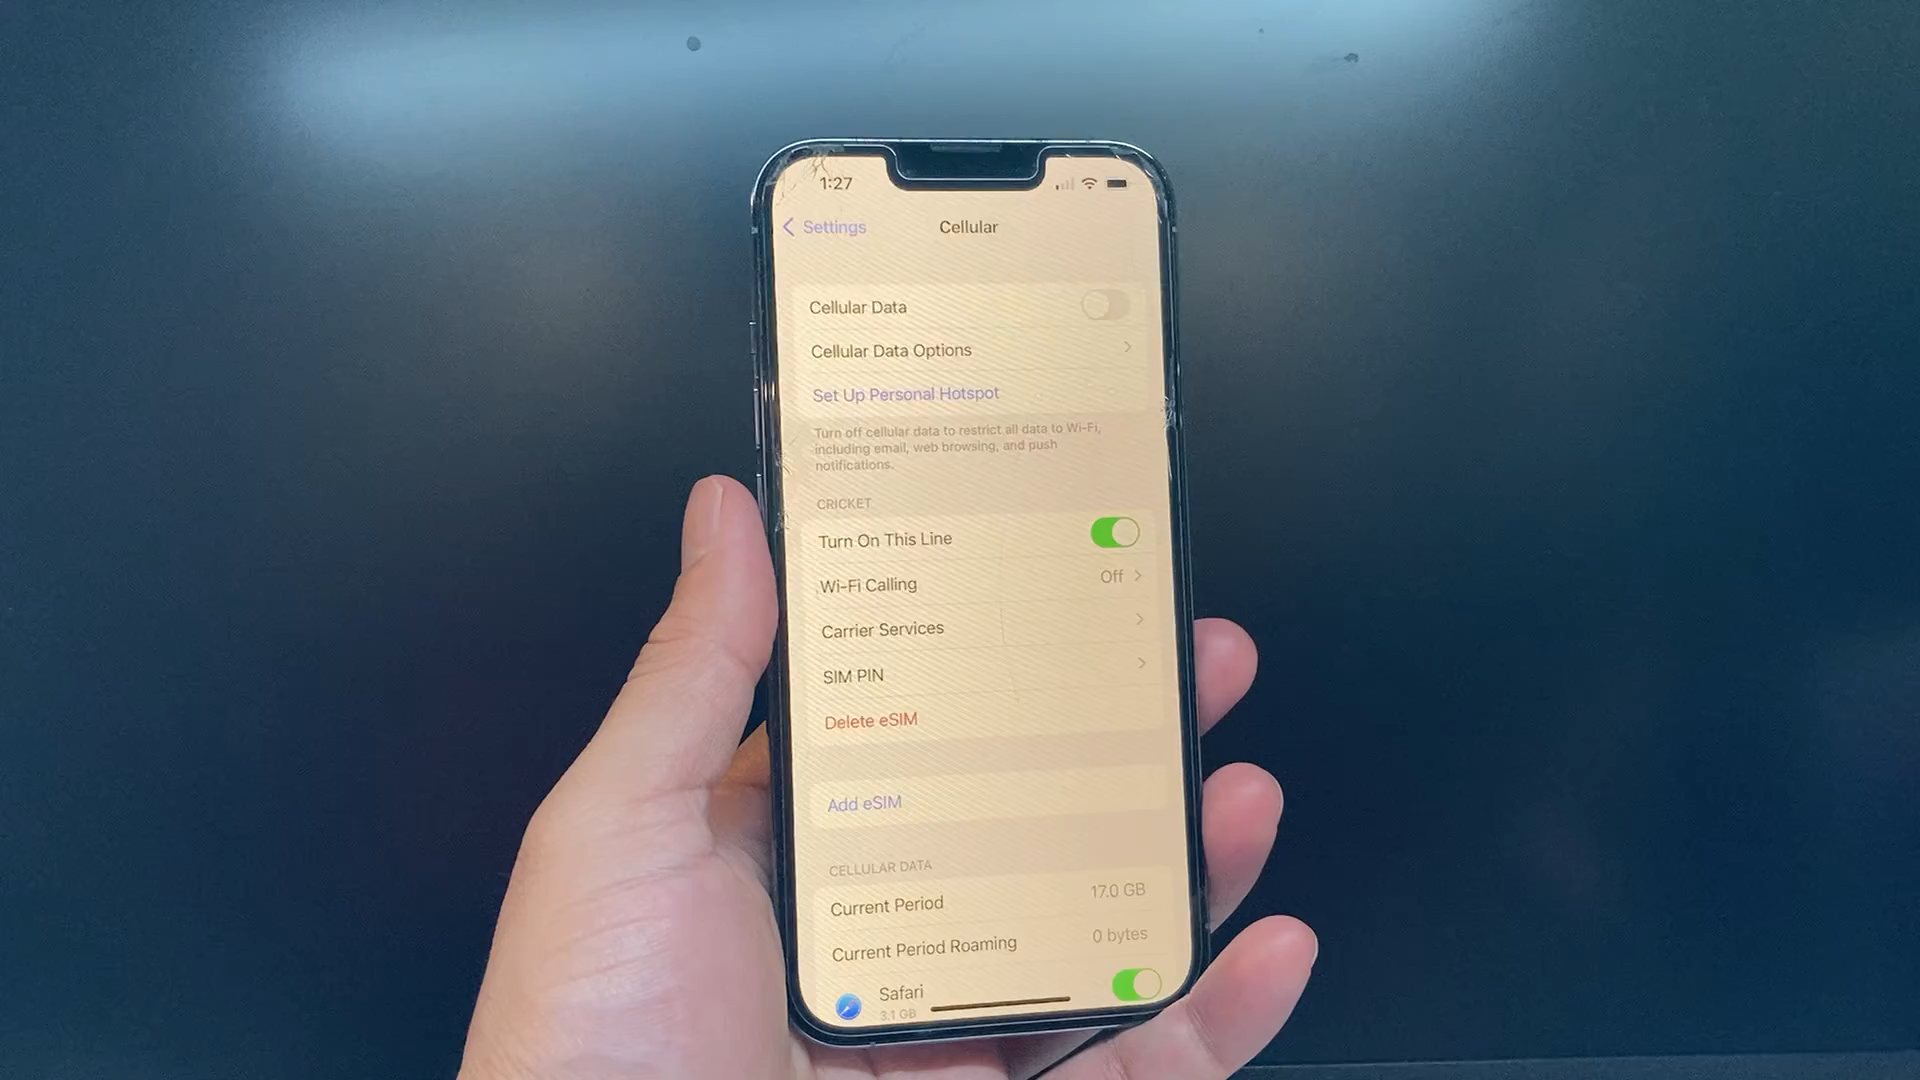 1:27
Settings
Cellular
Cellular Data
Cellular Data Options
Set Up Personal Hotspot
Turn off cellular data to restrict all data to Wi-Fi,
including email, web browsing, and push
notifications.
CRICKET
Turn On This Line
Wi-Fi Calling Off
Carrier Services
SIM PIN
Delete eSIM
Add eSIM
CELLULAR DATA
Current Period 17.0 GB
Current Period Roaming 0 bytes
Safari
3.1 GB